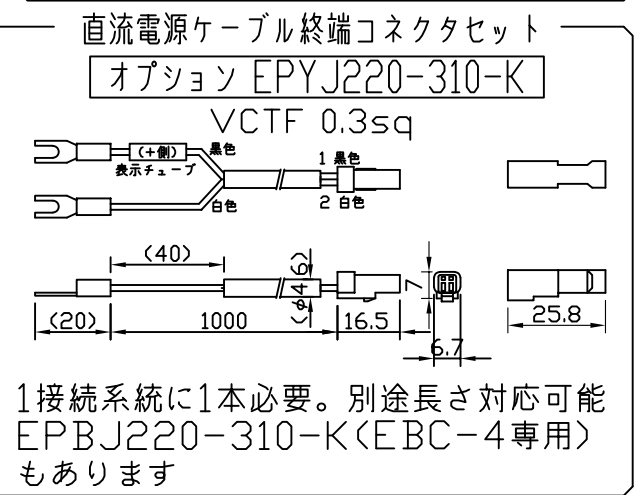 直流電源ケーブル終端コネクタセット
オプション EPYJ220-310-K
VCTF 0.3sq
(+側)
黒色
表示チューブ
白色
1 黒色
2 白色
(40)
(φ4.6)
7
(20)
1000
16.5
6.7
25.8
1接続系統に1本必要。別途長さ対応可能
EPBJ220-310-K(EBC-4専用)
もあります